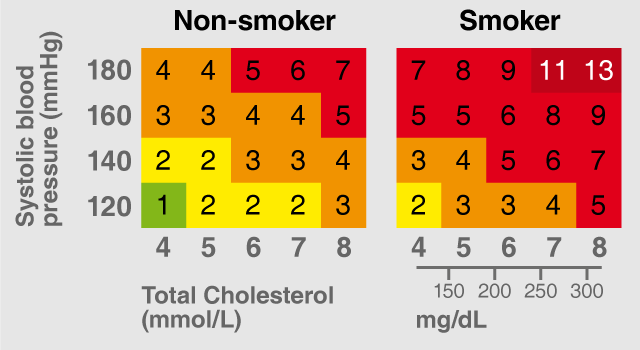 Non-smoker Smoker
Systolic blood
pressure (mmHg)
180 4 4 5 6 7 7 8 9 11 13
160 3 3 4 4 5 5 5 6 8 9
140 2 2 3 3 4 3 4 5 6 7
120 1 2 2 2 3 2 3 3 4 5
4 5 6 7 8 4 5 6 7 8
150 200 250 300
Total Cholesterol
(mmol/L)
mg/dL